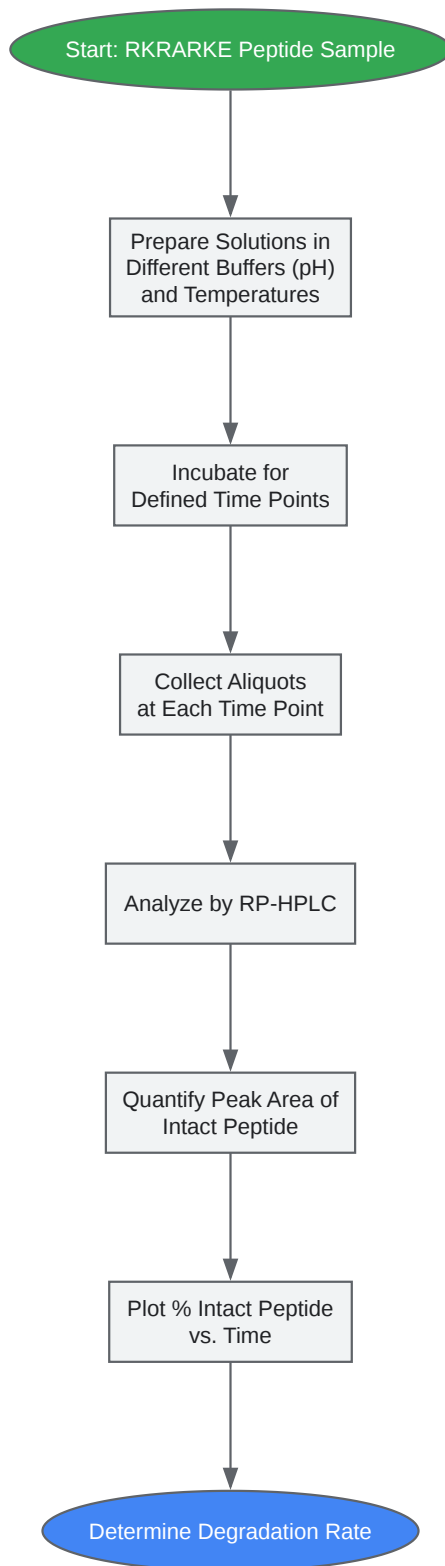 Start: RKRARKE Peptide Sample
Prepare Solutions in
Different Buffers (pH)
and Temperatures
Incubate for
Defined Time Points
Collect Aliquots
at Each Time Point
Analyze by RP-HPLC
Quantify Peak Area of
Intact Peptide
Plot % Intact Peptide
vs. Time
Determine Degradation Rate